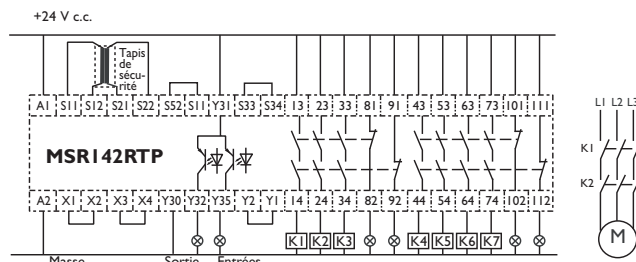 +24 V c.c.
Tapis
de
sécu-
rité
A1 S11 S12 S21 S22 S52 S11 Y31 S33 S34 13 23 33 81 91 43 53 63 73 101 111
L1 L2 L3
MSR142RTP
K1
K2
A2 X1 X2 X3 X4 Y30 Y32 Y35 Y2 Y1 14 24 34 82 92 44 54 64 74 102 112
K1 K2 K3 K4 K5 K6 K7
M
Masse Sortie Entrées